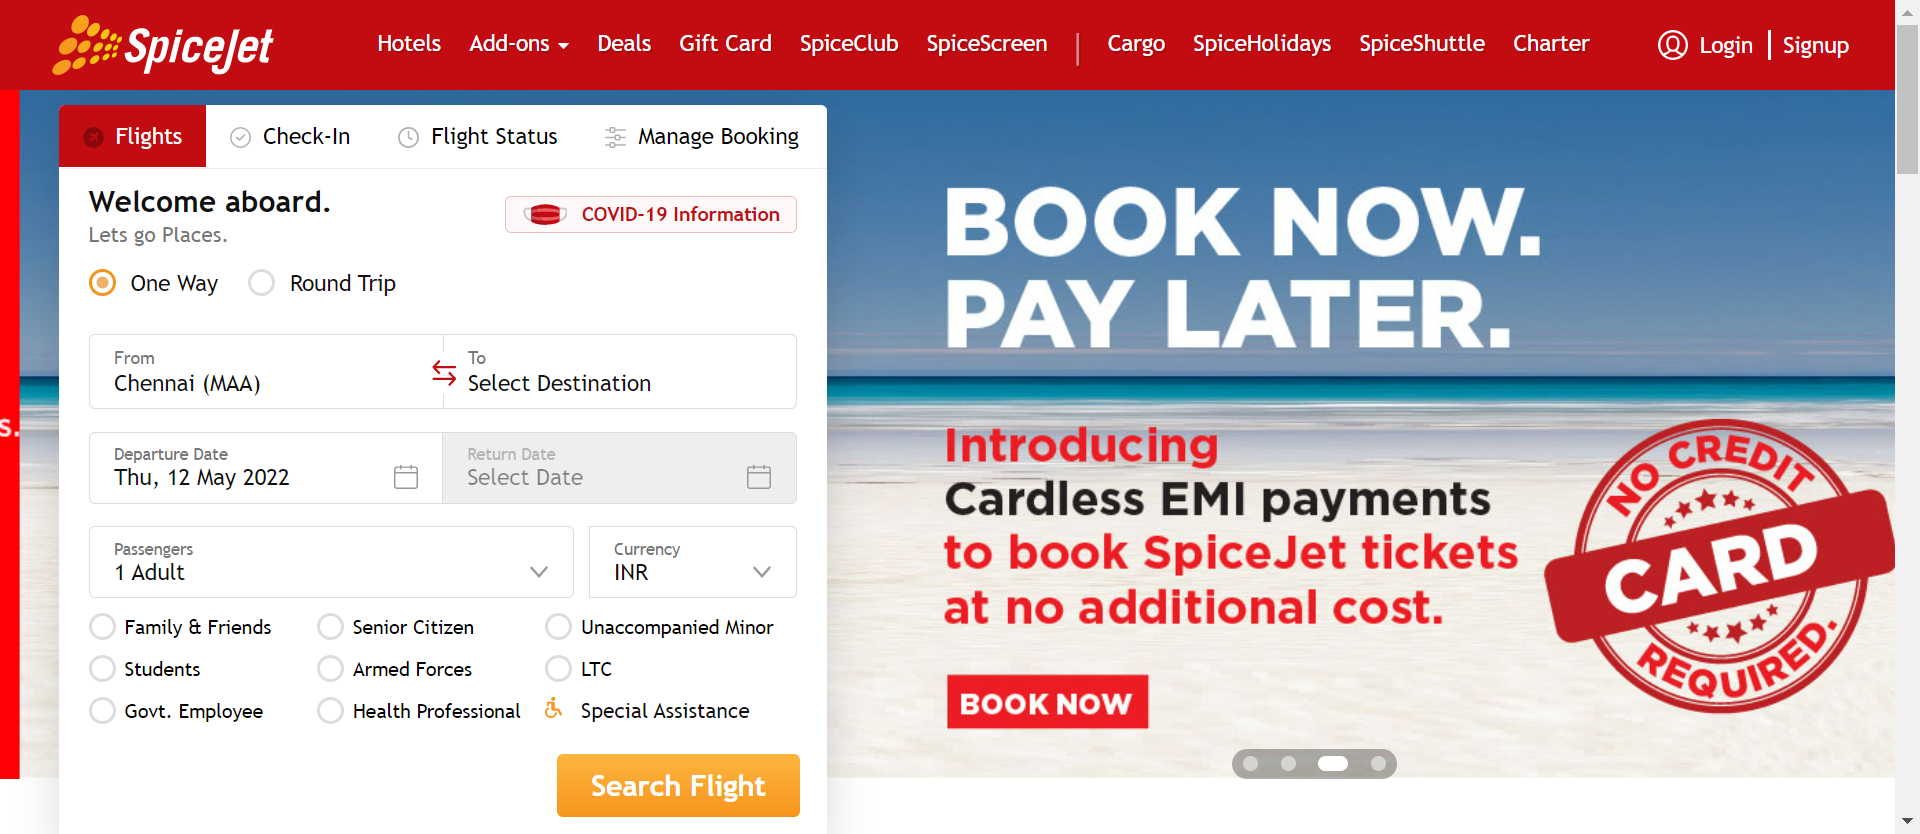 SpiceJet
Hotels Add-ons Deals Gift Card SpiceClub SpiceScreen | Cargo SpiceHolidays SpiceShuttle Charter Login | Signup
Flights Check-In Flight Status Manage Booking
Welcome aboard.
Lets go Places.
COVID-19 Information
One Way Round Trip
From
Chennai (MAA)
To
Select Destination
Departure Date
Thu, 12 May 2022
Return Date
Select Date
Passengers
1 Adult
Currency
INR
Family & Friends Senior Citizen Unaccompanied Minor
Students Armed Forces LTC
Govt. Employee Health Professional Special Assistance
Search Flight
s.
BOOK NOW.
PAY LATER.
Introducing
Cardless EMI payments
to book SpiceJet tickets
at no additional cost.
BOOK NOW
NO CREDIT
CARD
REQUIRED.